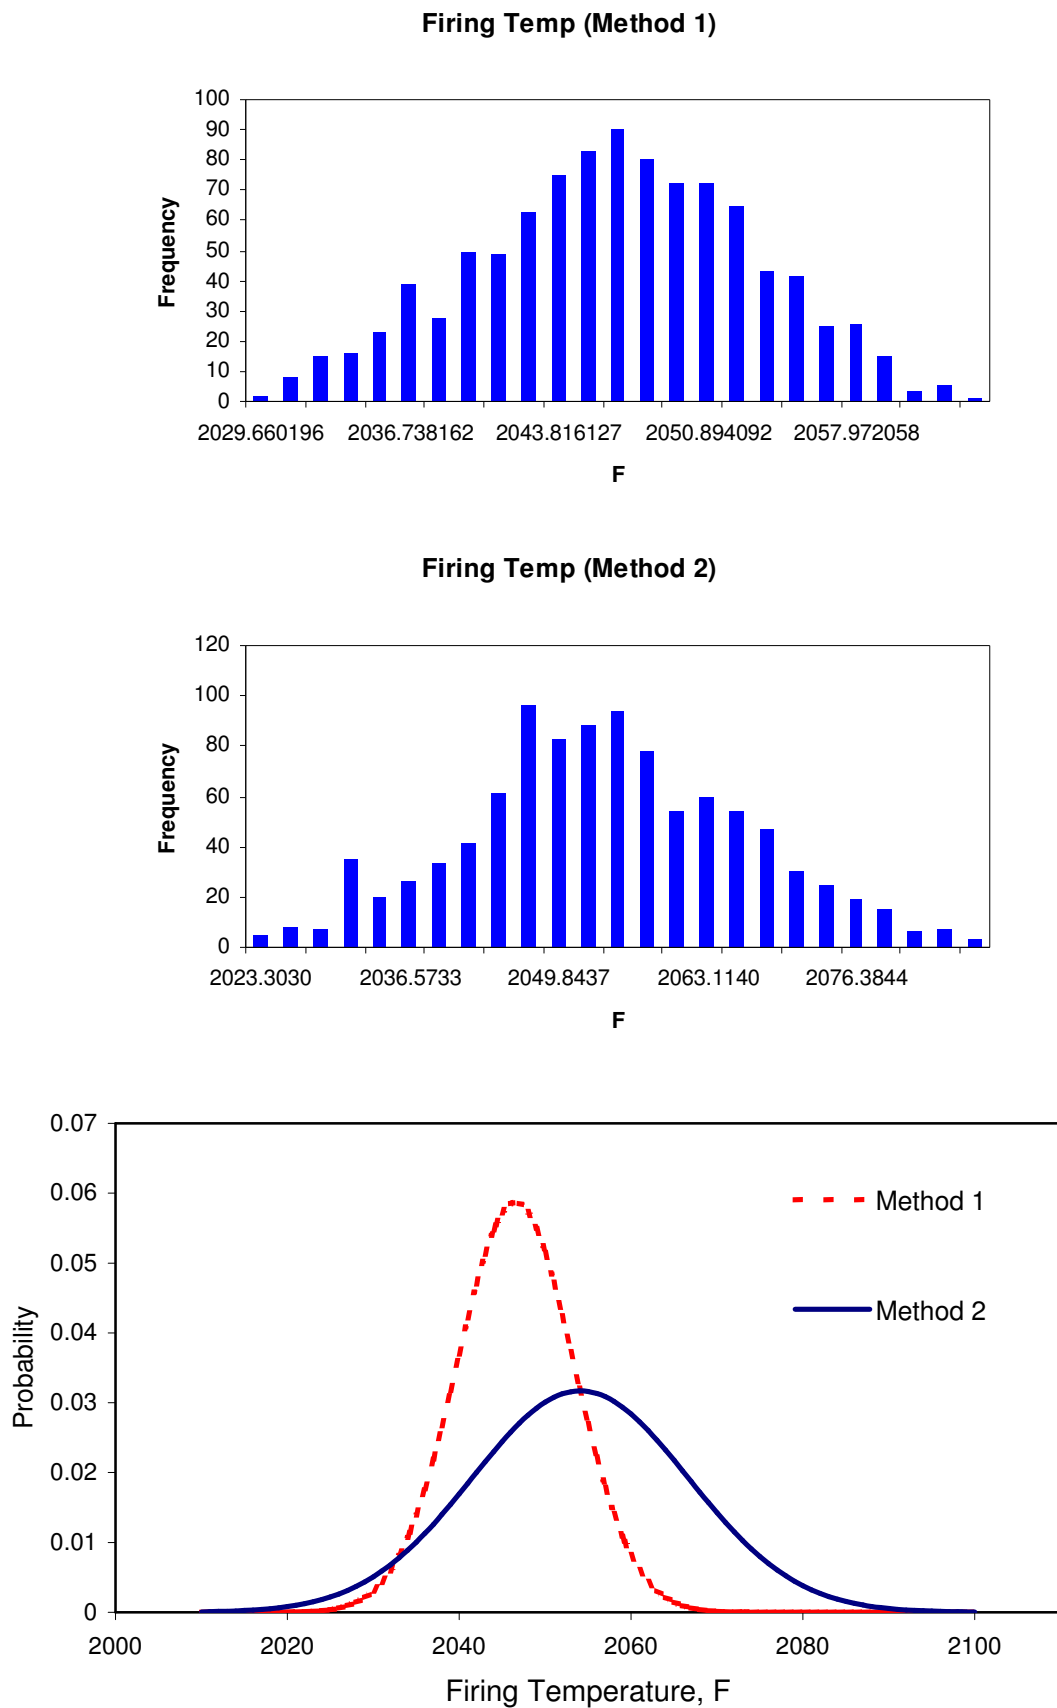 Firing Temp (Method 1)
100
90
80
70
60
50
40
30
20
10
0
Frequency
2029.660196 2036.738162 2043.816127 2050.894092 2057.972058
F
Firing Temp (Method 2)
120
100
80
60
40
20
0
Frequency
2023.3030 2036.5733 2049.8437 2063.1140 2076.3844
F
0.07
0.06
0.05
0.04
0.03
0.02
0.01
0
Probability
Method 1
Method 2
2000 2020 2040 2060 2080 2100
Firing Temperature, F